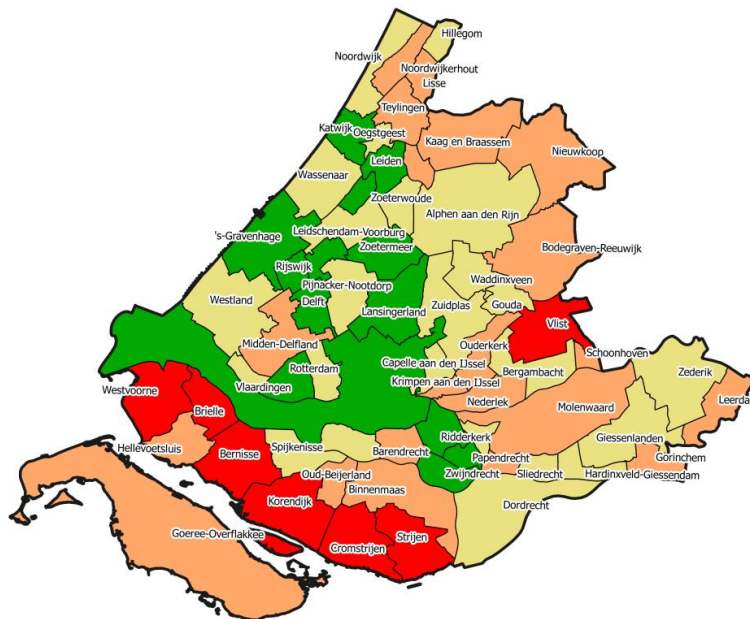 Hillegom
Noordwijk
Noordwijkerhout
Lisse
Teylingen
Katwijk
Oegstgeest
Kaag en Braassem
Nieuwkoop
Leiden
Wassenaar
Zoeterwoude
Alphen aan den Rijn
's-Gravenhage
Leidschendam-Voorburg
Zoetermeer
Bodegraven-Reeuwijk
Rijswijk
Waddinxveen
Pijnacker-Nootdorp
Westland
Delft
Zuidplas
Gouda
Lansingerland
Vlist
Midden-Delfland
Ouderkerk
Schoonhoven
Rotterdam
Capelle aan den IJssel
Bergambacht
Zederik
Vlaardingen
Krimpen aan den IJssel
Westvoorne
Nederlek
Leerda
Brielle
Molenwaard
Ridderkerk
Giessenlanden
Hellevoetsluis
Bernisse
Spijkenisse
Barendrecht
Papendrecht
Gorinchem
Oud-Beijerland
Zwijndrecht
Sliedrecht
Hardinxveld-Giessendam
Binnenmaas
Korendijk
Dordrecht
Goeree-Overflakkee
Strijen
Cromstrijen